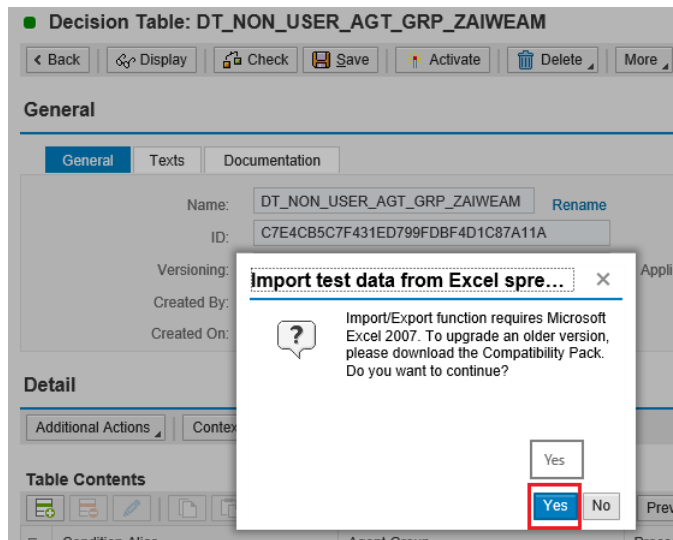 Decision Table: DT_NON_USER_AGT_GRP_ZAIWEAM
Back Display Check Save Activate Delete More
General
General Texts Documentation
Name: DT_NON_USER_AGT_GRP_ZAIWEAM Rename
ID: C7E4CB5C7F431ED799FDBF4D1C87A11A
Versioning:
Appli
Created By:
Created On:
Import test data from Excel spre...
Import/Export function requires Microsoft
Excel 2007. To upgrade an older version,
please download the Compatibility Pack.
Do you want to continue?
Yes
Yes No
Detail
Additional Actions Contex
Table Contents
Prev